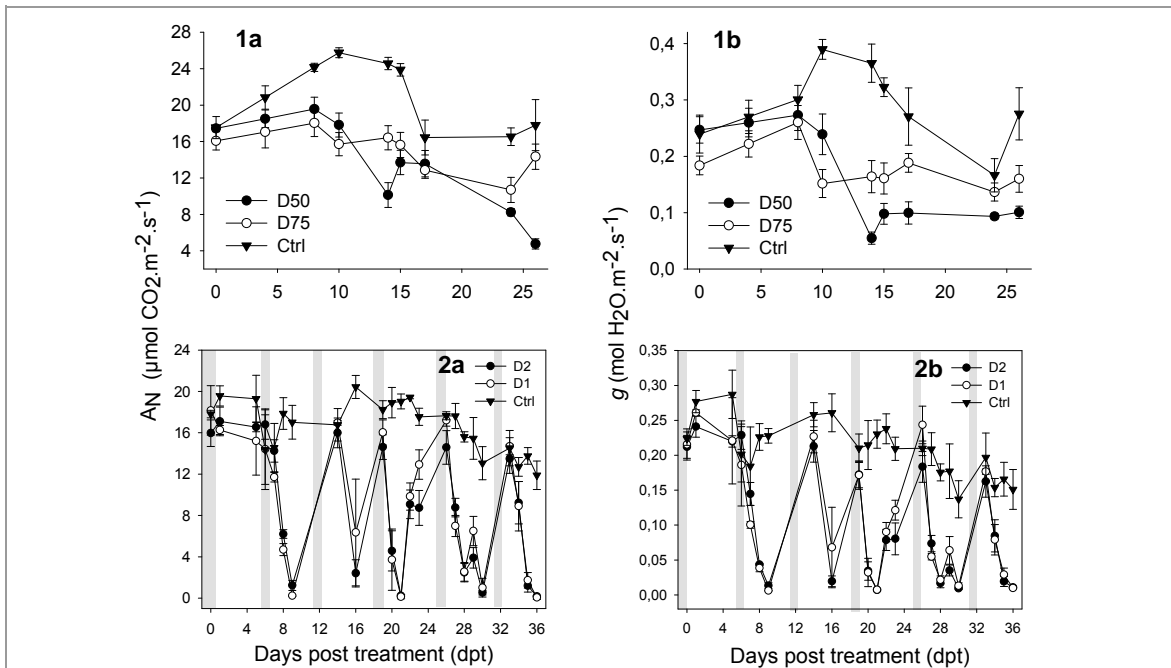 1a
28
24
20
16
12
8
4
D50
D75
Ctrl
0 5 10 15 20 25
1b
0,4
0,3
0,2
0,1
0,0
D50
D75
Ctrl
0 5 10 15 20 25
A_N (µmol CO₂.m⁻².s⁻¹)
g (mol H₂O.m⁻².s⁻¹)
2a
24
20
16
12
8
4
0
D2
D1
Ctrl
0 4 8 12 16 20 24 28 32 36
Days post treatment (dpt)
2b
0,35
0,30
0,25
0,20
0,15
0,10
0,05
0,00
D2
D1
Ctrl
0 4 8 12 16 20 24 28 32 36
Days post treatment (dpt)